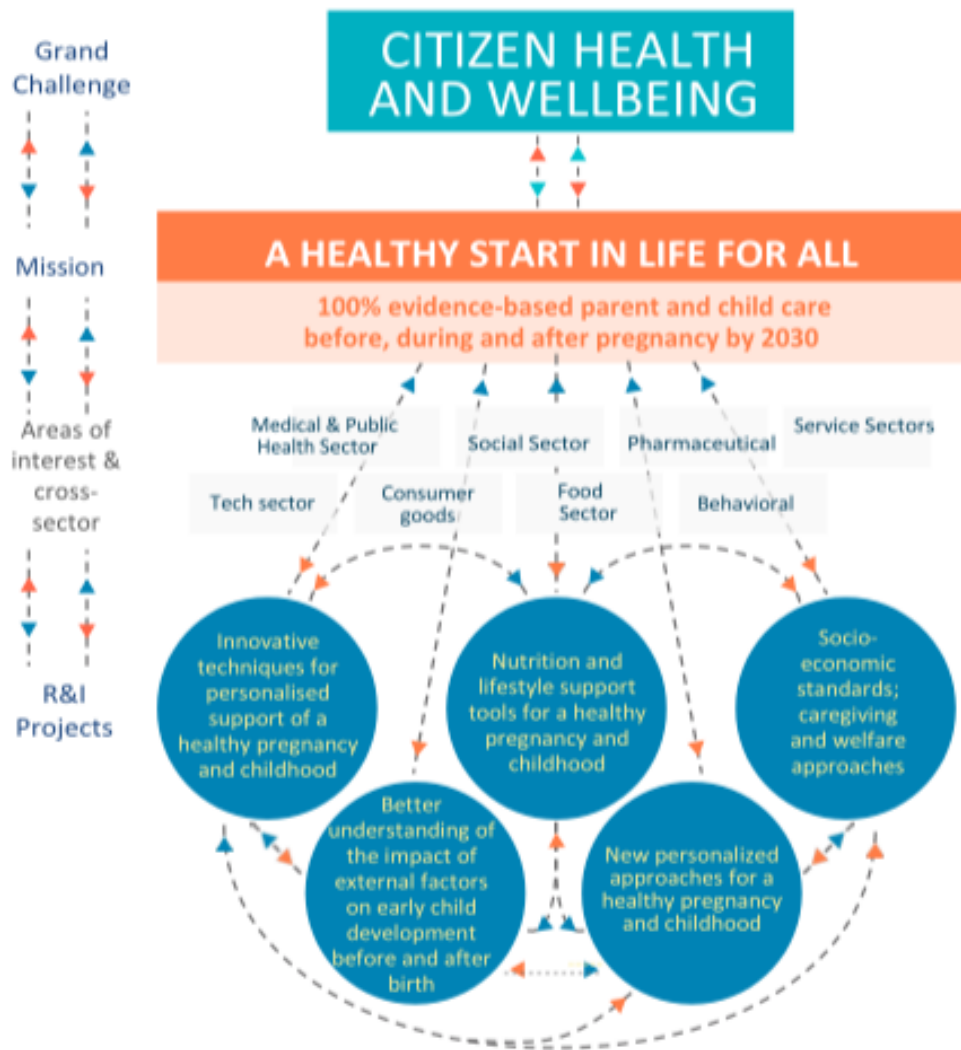 Grand
Challenge
CITIZEN HEALTH
AND WELLBEING
Mission
A HEALTHY START IN LIFE FOR ALL
100% evidence-based parent and child care
before, during and after pregnancy by 2030
Areas of
interest &
cross-
sector
Medical & Public
Health Sector
Social Sector
Pharmaceutical
Service Sectors
Tech sector
Consumer
goods
Food
Sector
Behavioral
R&I
Projects
Innovative
techniques for
personalised
support of a
healthy pregnancy
and childhood
Nutrition and
lifestyle support
tools for a healthy
pregnancy and
childhood
Socio-
economic
standards;
caregiving
and welfare
approaches
Better
understanding of
the impact of
external factors
on early child
development
before and after
birth
New personalized
approaches for a
healthy pregnancy
and childhood